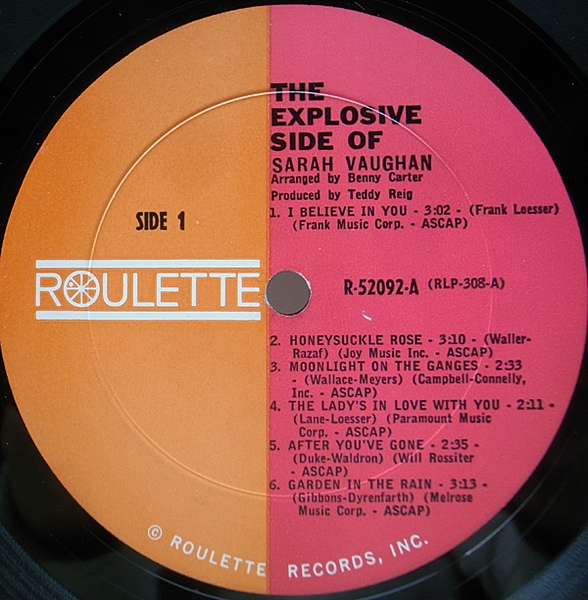 THE
EXPLOSIVE
SIDE OF
SARAH VAUGHAN
Arranged by Benny Carter
Produced by Teddy Reig
SIDE 1
1. I BELIEVE IN YOU - 3:02 - (Frank Loesser)
(Frank Music Corp. - ASCAP)
ROULETTE
R-52092-A (RLP-308-A)
2. HONEYSUCKLE ROSE - 3:10 - (Waller-
Razaf) (Joy Music Inc. - ASCAP)
3. MOONLIGHT ON THE GANGES - 2:33
- (Wallace-Meyers) (Campbell-Connelly,
Inc. - ASCAP)
4. THE LADY'S IN LOVE WITH YOU - 2:11 -
(Lane-Loesser) (Paramount Music
Corp. - ASCAP)
5. AFTER YOU'VE GONE - 2:35 -
(Duke-Waldron) (Will Rossiter
- ASCAP)
6. GARDEN IN THE RAIN - 3:13 -
(Gibbons-Dyrenfarth) (Melrose
Music Corp. - ASCAP)
© ROULETTE RECORDS, INC.